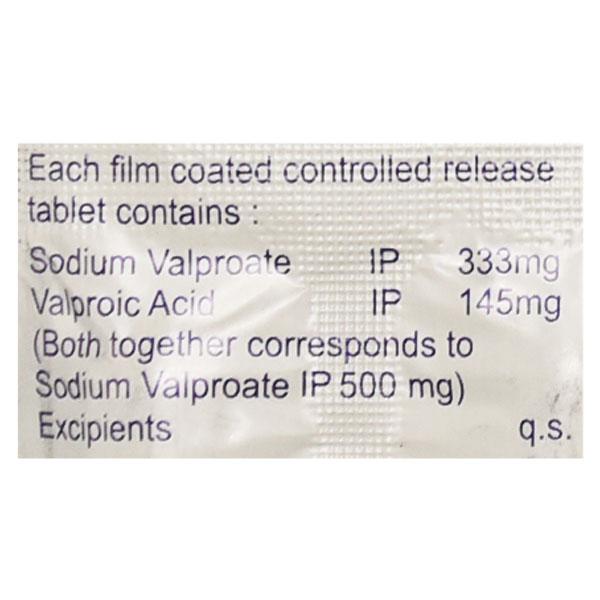 Each film coated controlled release
tablet contains :
Sodium Valproate IP 333mg
Valproic Acid IP 145mg
(Both together corresponds to
Sodium Valproate IP 500 mg)
Excipients q.s.